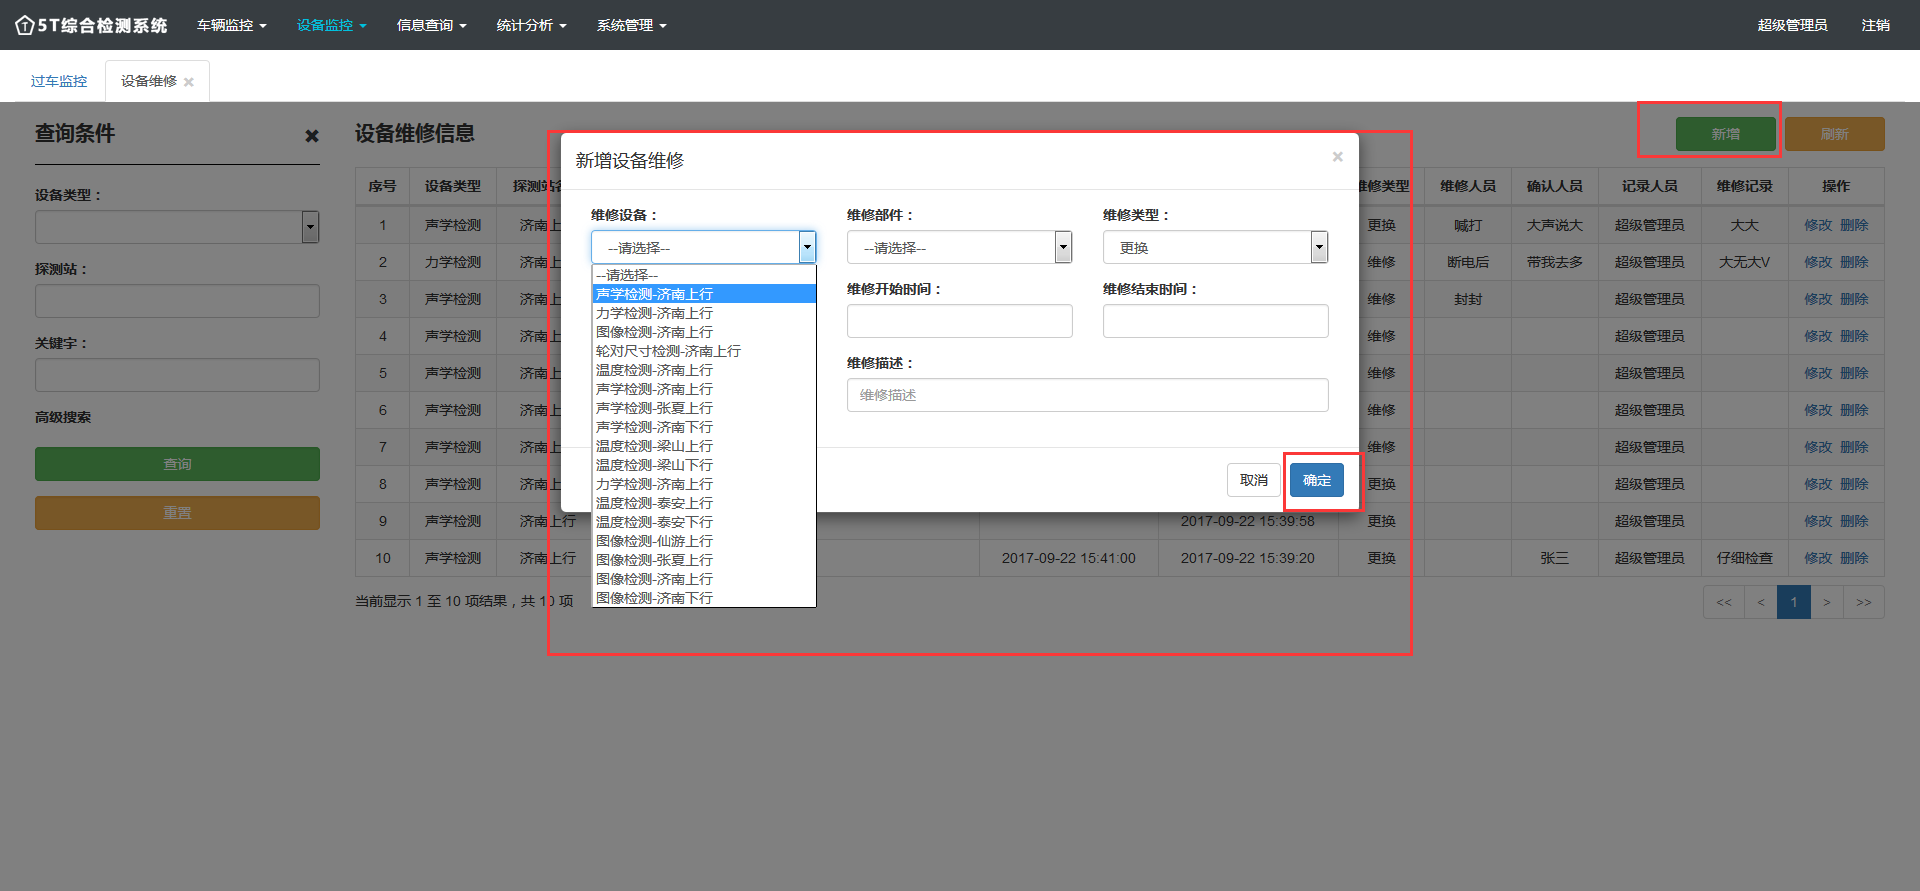 5T综合检测系统 车辆监控 设备监控 信息查询 统计分析 系统管理 超级管理员 注销
过车监控 设备维修
查询条件
设备类型：
探测站：
关键字：
高级搜索
查询
重置
设备维修信息 新增 刷新
序号 设备类型 探测站 维修类型 维修人员 确认人员 记录人员 维修记录 操作
1 声学检测 济南上 更换 喊打 大声说大 超级管理员 大大 修改 删除
2 力学检测 济南上 维修 断电后 带我去多 超级管理员 大无大V 修改 删除
3 声学检测 济南上 维修 封封 超级管理员 修改 删除
4 声学检测 济南上 维修 超级管理员 修改 删除
5 声学检测 济南上 维修 超级管理员 修改 删除
6 声学检测 济南上 维修 超级管理员 修改 删除
7 声学检测 济南上 维修 超级管理员 修改 删除
8 声学检测 济南上 更换 超级管理员 修改 删除
9 声学检测 济南上行 2017-09-22 15:39:58 更换 超级管理员 修改 删除
10 声学检测 济南上行 2017-09-22 15:41:00 2017-09-22 15:39:20 更换 张三 超级管理员 仔细检查 修改 删除
当前显示 1 至 10 项结果，共 10 项
<< < 1 > >>
新增设备维修
维修设备： 维修部件： 维修类型：
--请选择-- --请选择-- 更换
维修开始时间： 维修结束时间：
维修描述：
维修描述
取消 确定
--请选择--
声学检测-济南上行
力学检测-济南上行
图像检测-济南上行
轮对尺寸检测-济南上行
温度检测-济南上行
声学检测-济南上行
声学检测-张夏上行
声学检测-济南下行
温度检测-梁山上行
温度检测-梁山下行
力学检测-济南上行
温度检测-泰安上行
温度检测-泰安下行
图像检测-仙游上行
图像检测-张夏上行
图像检测-济南上行
图像检测-济南下行